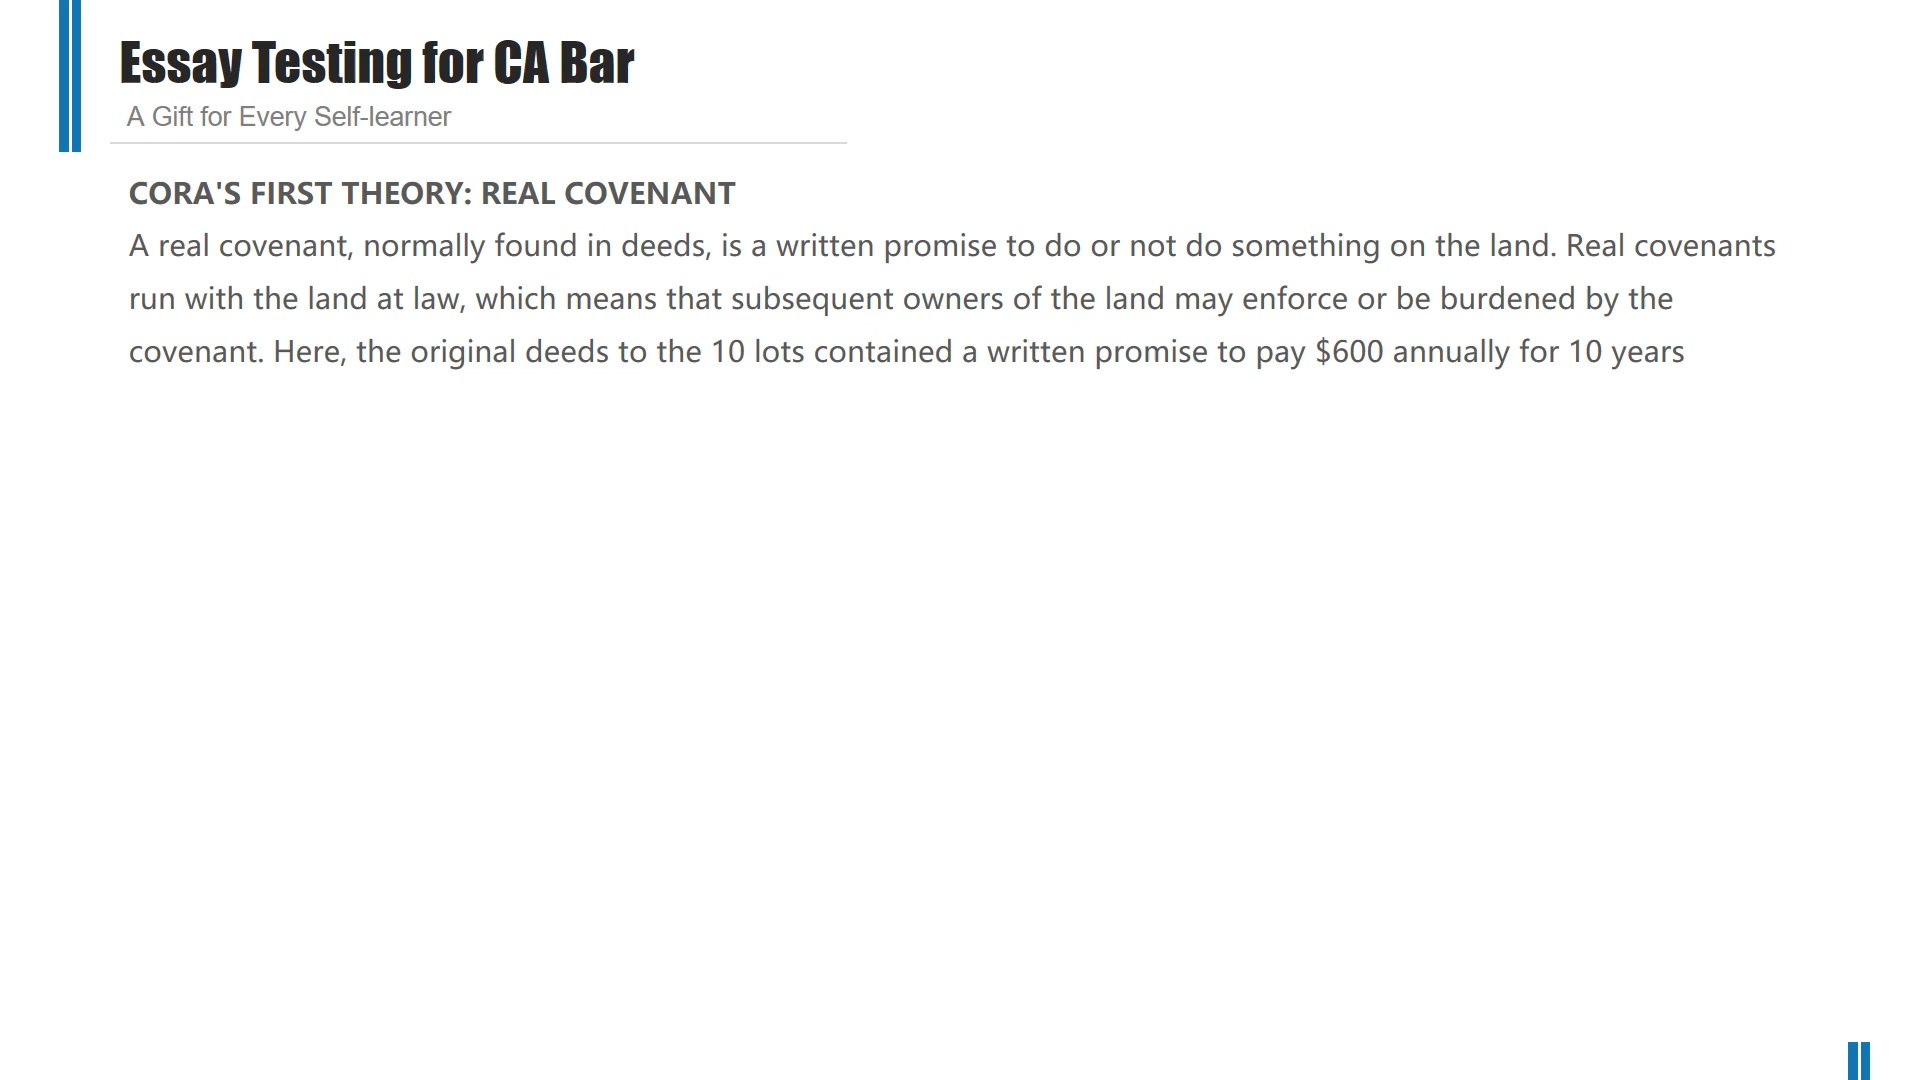 Essay Testing for CA Bar
A Gift for Every Self-learner
CORA'S FIRST THEORY: REAL COVENANT
A real covenant, normally found in deeds, is a written promise to do or not do something on the land. Real covenants
run with the land at law, which means that subsequent owners of the land may enforce or be burdened by the
covenant. Here, the original deeds to the 10 lots contained a written promise to pay $600 annually for 10 years